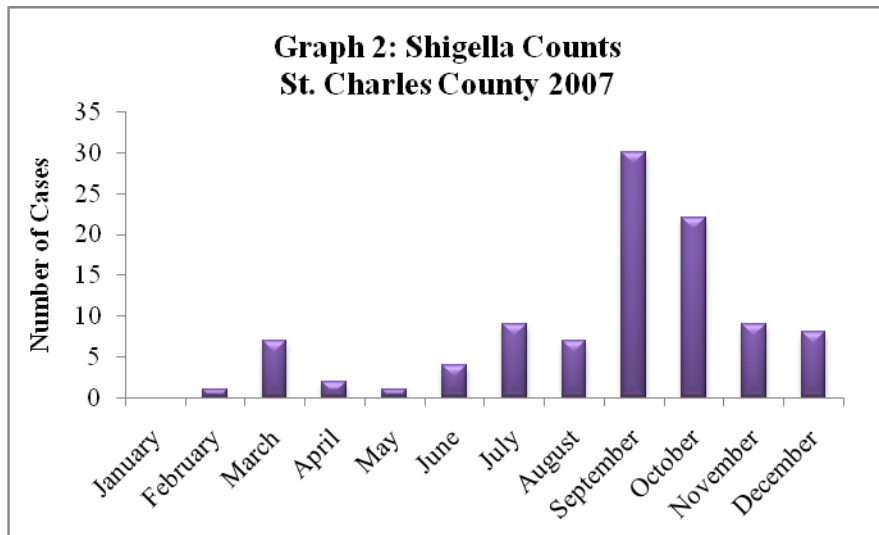 Graph 2: Shigella Counts
St. Charles County 2007
Number of Cases
35
30
25
20
15
10
5
0
January
February
March
April
May
June
July
August
September
October
November
December